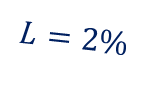 L = 2%